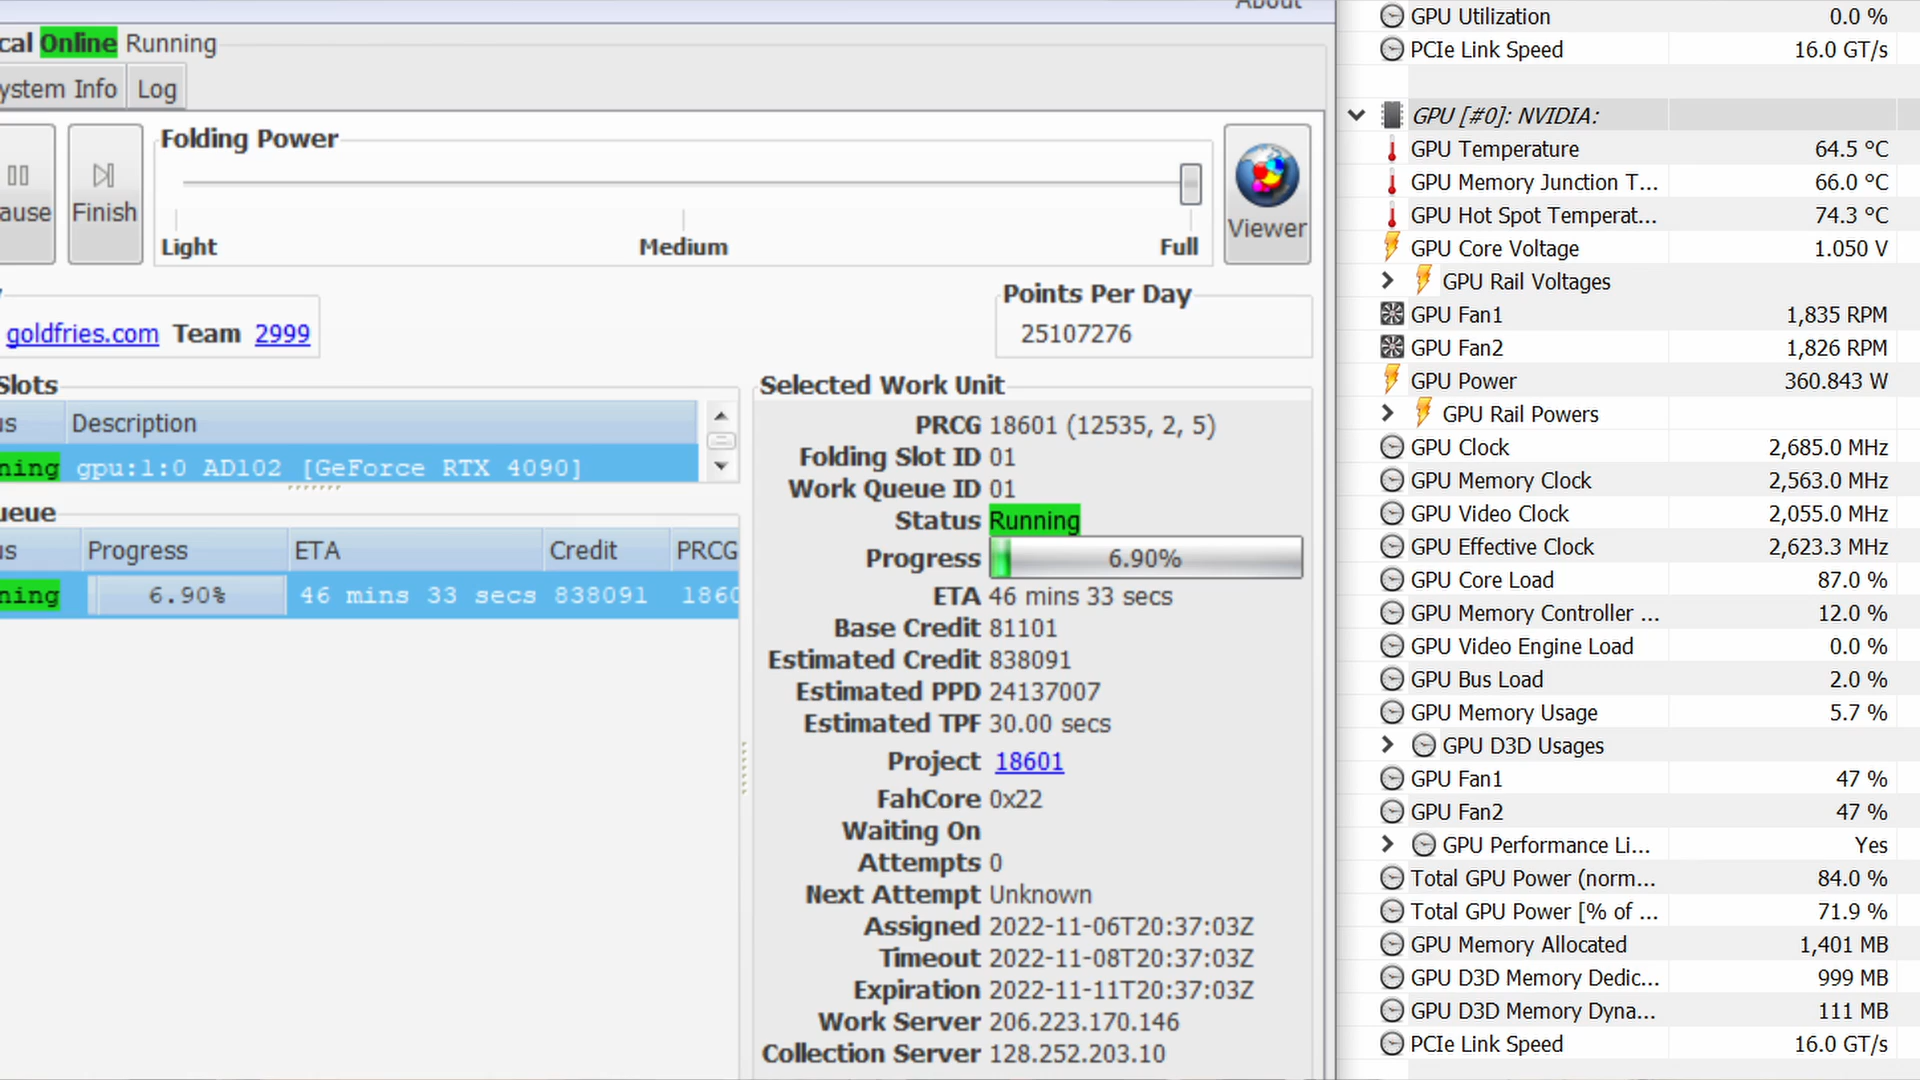 About
cal Online Running
ystem Info Log
ause
Finish
Folding Power
Light Medium Full
Viewer
goldfries.com Team 2999
Points Per Day
25107276
Slots
us Description
ning gpu:1:0 AD102 [GeForce RTX 4090]
ueue
us Progress ETA Credit PRCG
ning 6.90% 46 mins 33 secs 838091 1860
Selected Work Unit
PRCG 18601 (12535, 2, 5)
Folding Slot ID 01
Work Queue ID 01
Status Running
Progress 6.90%
ETA 46 mins 33 secs
Base Credit 81101
Estimated Credit 838091
Estimated PPD 24137007
Estimated TPF 30.00 secs
Project 18601
FahCore 0x22
Waiting On
Attempts 0
Next Attempt Unknown
Assigned 2022-11-06T20:37:03Z
Timeout 2022-11-08T20:37:03Z
Expiration 2022-11-11T20:37:03Z
Work Server 206.223.170.146
Collection Server 128.252.203.10
GPU Utilization 0.0 %
PCIe Link Speed 16.0 GT/s
GPU [#0]: NVIDIA:
GPU Temperature 64.5 °C
GPU Memory Junction T... 66.0 °C
GPU Hot Spot Temperat... 74.3 °C
GPU Core Voltage 1.050 V
GPU Rail Voltages
GPU Fan1 1,835 RPM
GPU Fan2 1,826 RPM
GPU Power 360.843 W
GPU Rail Powers
GPU Clock 2,685.0 MHz
GPU Memory Clock 2,563.0 MHz
GPU Video Clock 2,055.0 MHz
GPU Effective Clock 2,623.3 MHz
GPU Core Load 87.0 %
GPU Memory Controller ... 12.0 %
GPU Video Engine Load 0.0 %
GPU Bus Load 2.0 %
GPU Memory Usage 5.7 %
GPU D3D Usages
GPU Fan1 47 %
GPU Fan2 47 %
GPU Performance Li... Yes
Total GPU Power (norm... 84.0 %
Total GPU Power [% of ... 71.9 %
GPU Memory Allocated 1,401 MB
GPU D3D Memory Dedic... 999 MB
GPU D3D Memory Dyna... 111 MB
PCIe Link Speed 16.0 GT/s